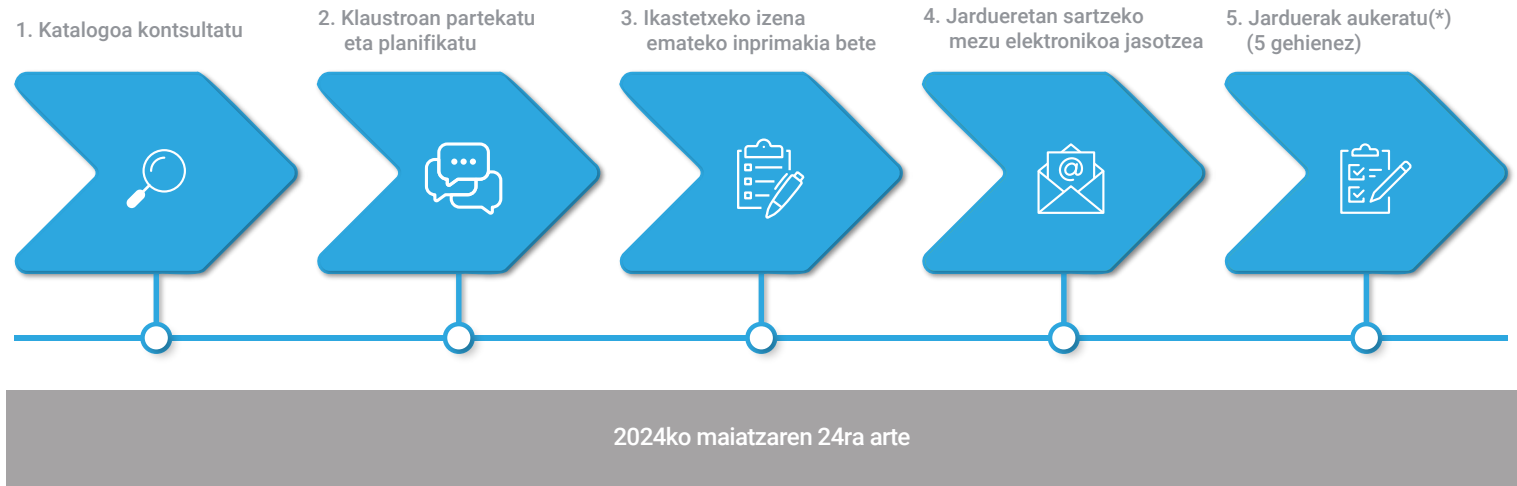 1. Katalogoa kontsultatu
2. Klaustroan partekatu
eta planifikatu
3. Ikastetxeko izena
emateko inprimakia bete
4. Jardueretan sartzeko
mezu elektronikoa jasotzea
5. Jarduerak aukeratu(*)
(5 gehienez)
@
2024ko maiatzaren 24ra arte